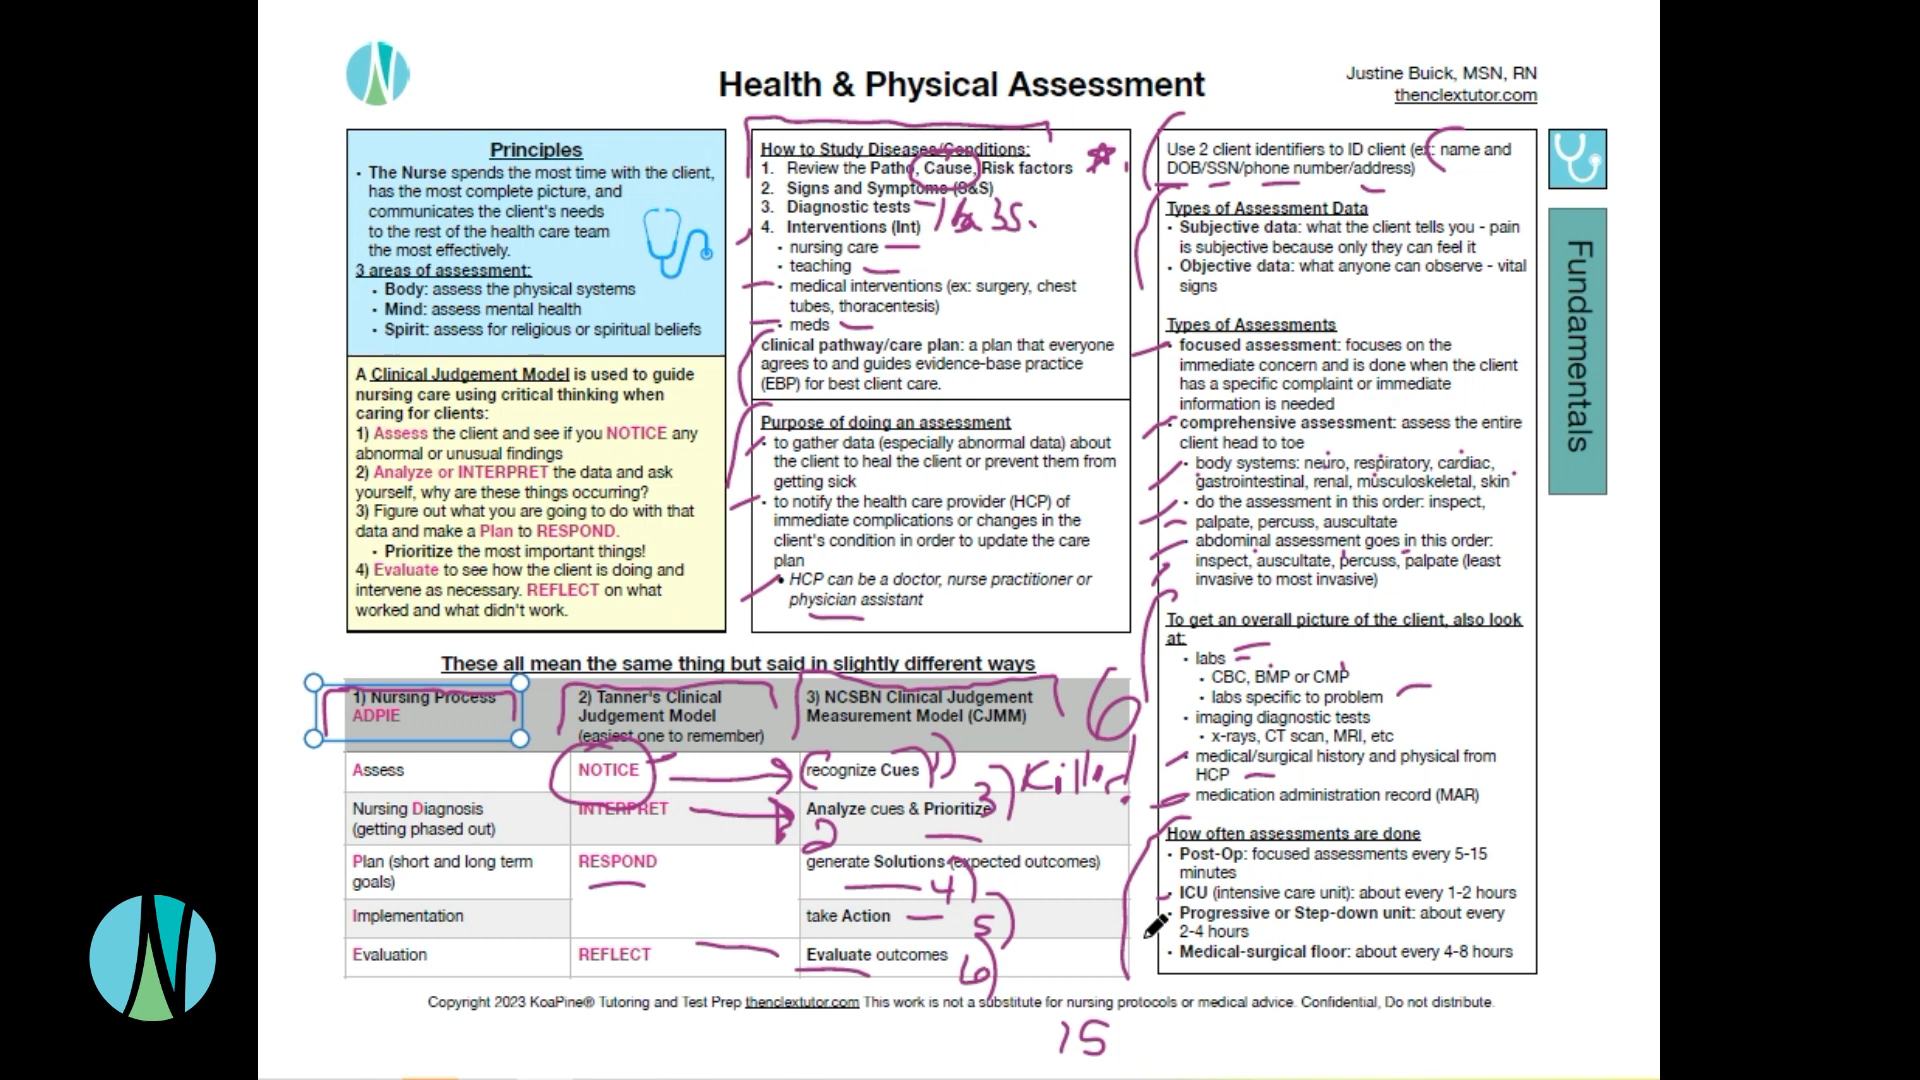 Health & Physical Assessment
Justine Buick, MSN, RN
thenclextutor.com
Principles
• The Nurse spends the most time with the client,
has the most complete picture, and
communicates the client's needs
to the rest of the health care team
the most effectively.
3 areas of assessment:
• Body: assess the physical systems
• Mind: assess mental health
• Spirit: assess for religious or spiritual beliefs
A Clinical Judgement Model is used to guide
nursing care using critical thinking when
caring for clients:
1) Assess the client and see if you NOTICE any
abnormal or unusual findings
2) Analyze or INTERPRET the data and ask
yourself, why are these things occurring?
3) Figure out what you are going to do with that
data and make a Plan to RESPOND.
• Prioritize the most important things!
4) Evaluate to see how the client is doing and
intervene as necessary. REFLECT on what
worked and what didn't work.
How to Study Diseases/Conditions:
1. Review the Patho, Cause, Risk factors
2. Signs and Symptoms (S&S)
3. Diagnostic tests
4. Interventions (Int)
• nursing care
• teaching
• medical interventions (ex: surgery, chest
tubes, thoracentesis)
• meds
clinical pathway/care plan: a plan that everyone
agrees to and guides evidence-base practice
(EBP) for best client care.
Purpose of doing an assessment
• to gather data (especially abnormal data) about
the client to heal the client or prevent them from
getting sick
• to notify the health care provider (HCP) of
immediate complications or changes in the
client's condition in order to update the care
plan
• HCP can be a doctor, nurse practitioner or
physician assistant
Use 2 client identifiers to ID client (ex: name and
DOB/SSN/phone number/address)
Types of Assessment Data
• Subjective data: what the client tells you - pain
is subjective because only they can feel it
• Objective data: what anyone can observe - vital
signs
Types of Assessments
• focused assessment: focuses on the
immediate concern and is done when the client
has a specific complaint or immediate
information is needed
• comprehensive assessment: assess the entire
client head to toe
• body systems: neuro, respiratory, cardiac,
gastrointestinal, renal, musculoskeletal, skin
• do the assessment in this order: inspect,
palpate, percuss, auscultate
• abdominal assessment goes in this order:
inspect, auscultate, percuss, palpate (least
invasive to most invasive)
To get an overall picture of the client, also look
at:
• labs
• CBC, BMP or CMP
• labs specific to problem
• imaging diagnostic tests
• x-rays, CT scan, MRI, etc
• medical/surgical history and physical from
HCP
• medication administration record (MAR)
How often assessments are done
• Post-Op: focused assessments every 5-15
minutes
• ICU (intensive care unit): about every 1-2 hours
• Progressive or Step-down unit: about every
2-4 hours
• Medical-surgical floor: about every 4-8 hours
Fundamentals
These all mean the same thing but said in slightly different ways
1) Nursing Process
ADPIE
2) Tanner's Clinical
Judgement Model
(easiest one to remember)
3) NCSBN Clinical Judgement
Measurement Model (CJMM)
6
Assess
NOTICE
recognize Cues
1)
Nursing Diagnosis
(getting phased out)
INTERPRET
Analyze cues & Prioritize
2
3)
Plan (short and long term
goals)
RESPOND
generate Solutions (expected outcomes)
4)
Implementation
take Action
5)
Evaluation
REFLECT
Evaluate outcomes
6)
Copyright 2023 KoaPine® Tutoring and Test Prep thenclextutor.com This work is not a substitute for nursing protocols or medical advice. Confidential, Do not distribute.
15